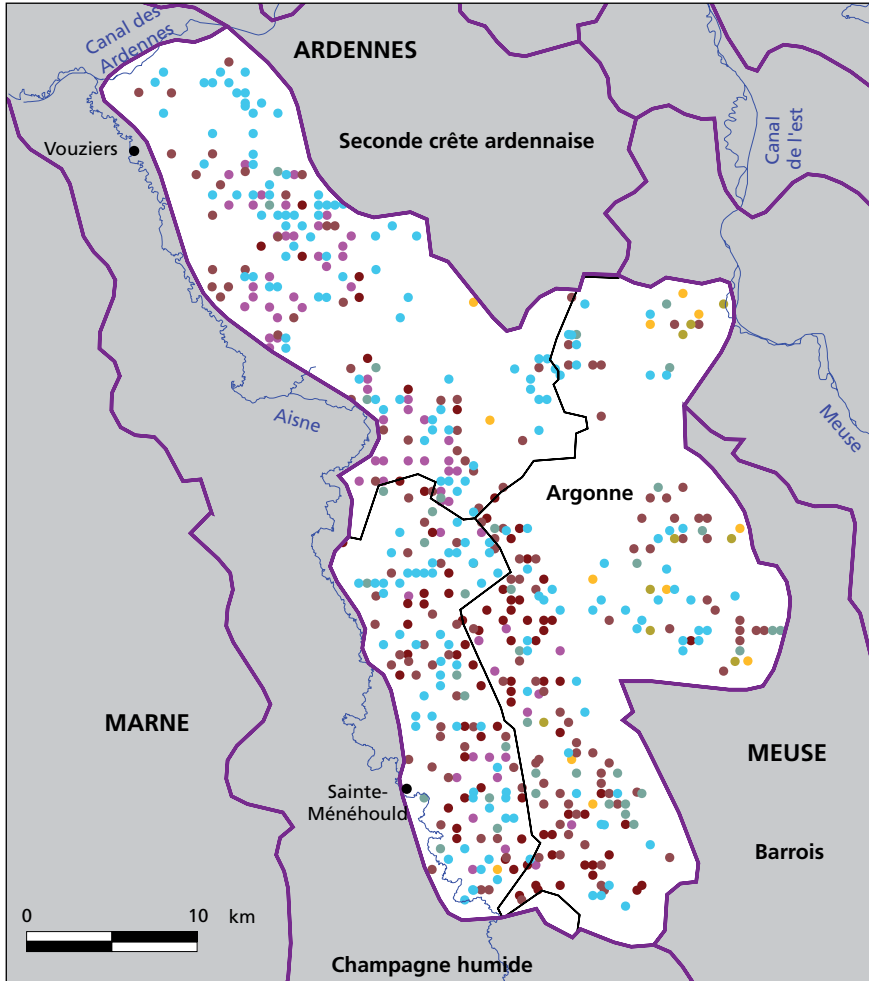 Canal des
Ardennes
ARDENNES
Seconde crête ardennaise
Vouziers
Canal
de l'est
Aisne
Meuse
Argonne
MARNE
MEUSE
Sainte-
Ménéhould
Barrois
0 10 km
Champagne humide